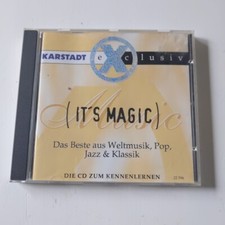 KARSTADT exclusiv
Music
(IT'S MAGIC)
Das Beste aus Weltmusik, Pop,
Jazz & Klassik
DIE CD ZUM KENNENLERNEN